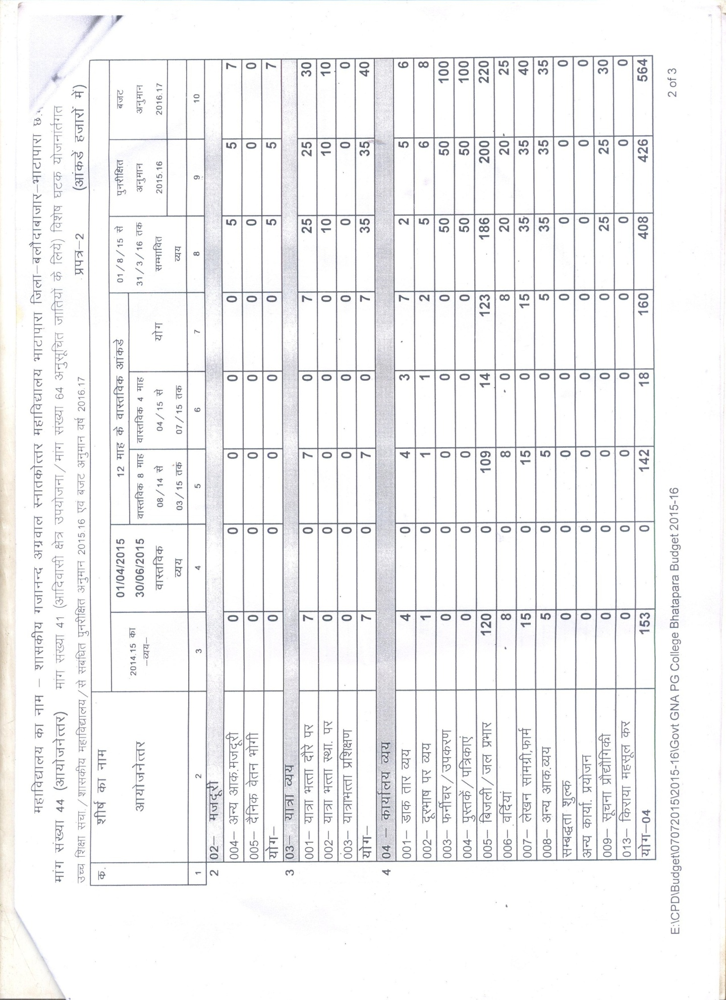 महाविद्यालय का नाम – शासकीय गजानन्द अग्रवाल स्नातकोत्तर महाविद्यालय भाटापारा जिला–बलौदाबाजार–भाटापारा छ.
मांग संख्या 44 (आयोजनेत्तर) मांग संख्या 41 (आदिवासी क्षेत्र उपयोजना/मांग संख्या 64 अनुसूचित जातियों के लिये) विशेष घटक योजनार्तगत
उच्च शिक्षा संचा./शासकीय महाविद्यालय/से संबंधित पुनरीक्षित अनुमान 2015.16 एवं बजट अनुमान वर्ष 2016.17 प्रपत्र–2 (आंकडें हजारों में)
क. शीर्ष का नाम
आयोजनेत्तर
2014.15 का –व्यय–
01/04/2015 30/06/2015 वास्तविक व्यय
12 माह के वास्तविक आंकडे
वास्तविक 8 माह 08/14 से 03/15 तक
वास्तविक 4 माह 04/15 से 07/15 तक
योग
01/8/15 से 31/3/16 तक सम्भावित व्यय
पुनरीक्षित अनुमान 2015.16
बजट अनुमान 2016.17
1 2 3 4 5 6 7 8 9 10
2 02– मजदूरी
004– अन्य आक.मजदूरी 0 0 0 0 0 5 5 7
005– दैनिक वेतन भोगी 0 0 0 0 0 0 0 0
योग– 0 0 0 0 0 5 5 7
3 03– यात्रा व्यय
001– यात्रा भत्ता दौरे पर 7 0 7 0 7 25 25 30
002– यात्रा भत्ता स्था. पर 0 0 0 0 0 10 10 10
003– यात्राभत्ता प्रशिक्षण 0 0 0 0 0 0 0 0
योग– 7 0 7 0 7 35 35 40
4 04 – कार्यालय व्यय
001– डाक तार व्यय 4 0 4 3 7 2 5 6
002– दूरभाष पर व्यय 1 0 1 1 2 5 6 8
003– फर्नीचर/उपकरण 0 0 0 0 0 50 50 100
004– पुस्तकें/पत्रिकाएं 0 0 0 0 0 50 50 100
005– बिजली/जल प्रभार 120 0 109 14 123 186 200 220
006– वर्दियां 8 0 8 0 8 20 20 25
007– लेखन सांमग्री,फार्म 15 0 15 0 15 35 35 40
008– अन्य आक.व्यय 5 0 5 0 5 35 35 35
सम्बद्धता शुल्क 0 0 0 0 0 0 0 0
अन्य कार्या. प्रयोजन 0 0 0 0 0 0 0 0
009– सूचना प्रौद्यौगिकी 0 0 0 0 0 25 25 30
013– किराया महसूल कर 0 0 0 0 0 0 0 0
योग–04 153 0 142 18 160 408 426 564
E:\CPD\Budget\07072015\2015-16\Govt GNA PG College Bhatapara Budget 2015-16 2 of 3